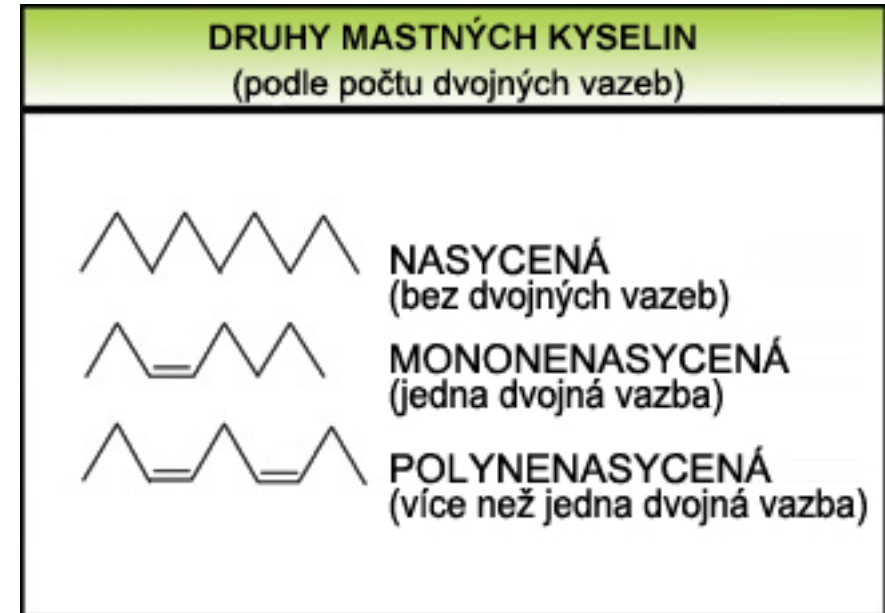 DRUHY MASTNÝCH KYSELIN
(podle počtu dvojných vazeb)
NASYCENÁ
(bez dvojných vazeb)
MONONENASYCENÁ
(jedna dvojná vazba)
POLYNENASYCENÁ
(více než jedna dvojná vazba)